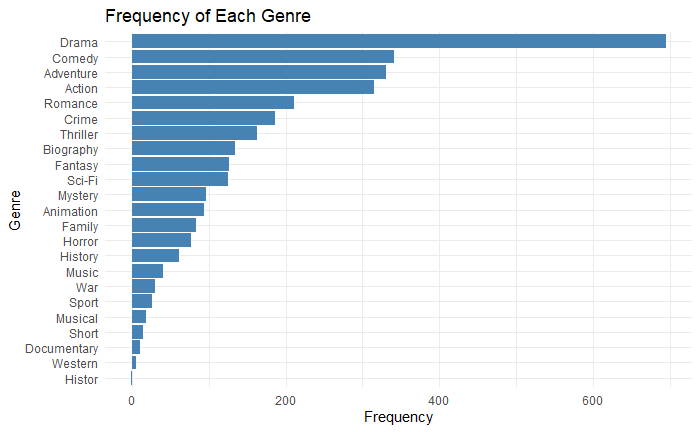 Frequency of Each Genre
Drama
Comedy
Adventure
Action
Romance
Crime
Thriller
Biography
Fantasy
Sci-Fi
Mystery
Animation
Family
Horror
History
Music
War
Sport
Musical
Short
Documentary
Western
Histor
Genre
0 200 400 600
Frequency